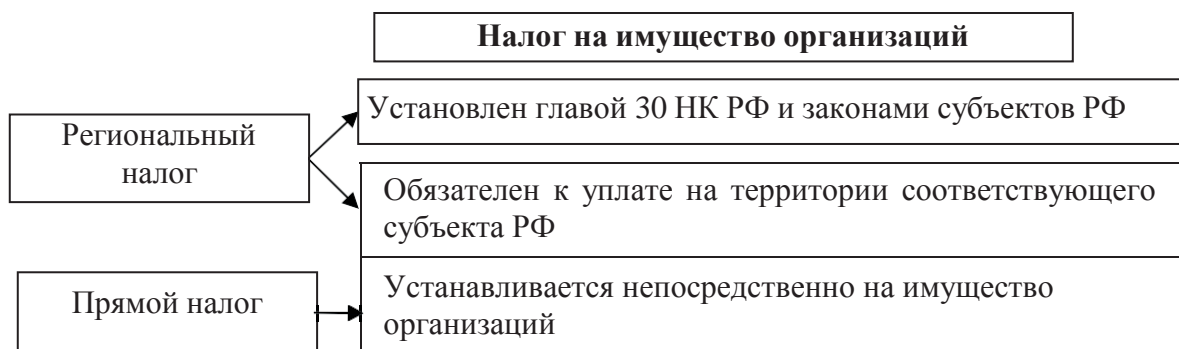 Налог на имущество организаций
Установлен главой 30 НК РФ и законами субъектов РФ
Региональный
налог
Обязателен к уплате на территории соответствующего
субъекта РФ
Прямой налог
Устанавливается непосредственно на имущество
организаций